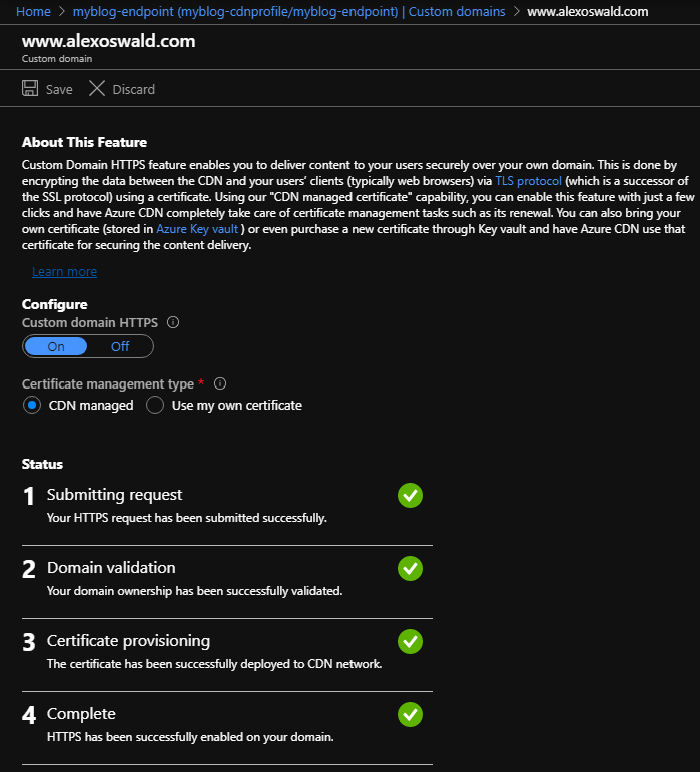 Home > myblog-endpoint (myblog-cdnprofile/myblog-endpoint) | Custom domains > www.alexoswald.com
www.alexoswald.com
Custom domain
Save Discard
About This Feature
Custom Domain HTTPS feature enables you to deliver content to your users securely over your own domain. This is done by
encrypting the data between the CDN and your users' clients (typically web browsers) via TLS protocol (which is a successor of
the SSL protocol) using a certificate. Using our "CDN managed certificate" capability, you can enable this feature with just a few
clicks and have Azure CDN completely take care of certificate management tasks such as its renewal. You can also bring your
own certificate (stored in Azure Key vault ) or even purchase a new certificate through Key vault and have Azure CDN use that
certificate for securing the content delivery.
Learn more
Configure
Custom domain HTTPS
On Off
Certificate management type *
CDN managed Use my own certificate
Status
1 Submitting request
Your HTTPS request has been submitted successfully.
2 Domain validation
Your domain ownership has been successfully validated.
3 Certificate provisioning
The certificate has been successfully deployed to CDN network.
4 Complete
HTTPS has been successfully enabled on your domain.